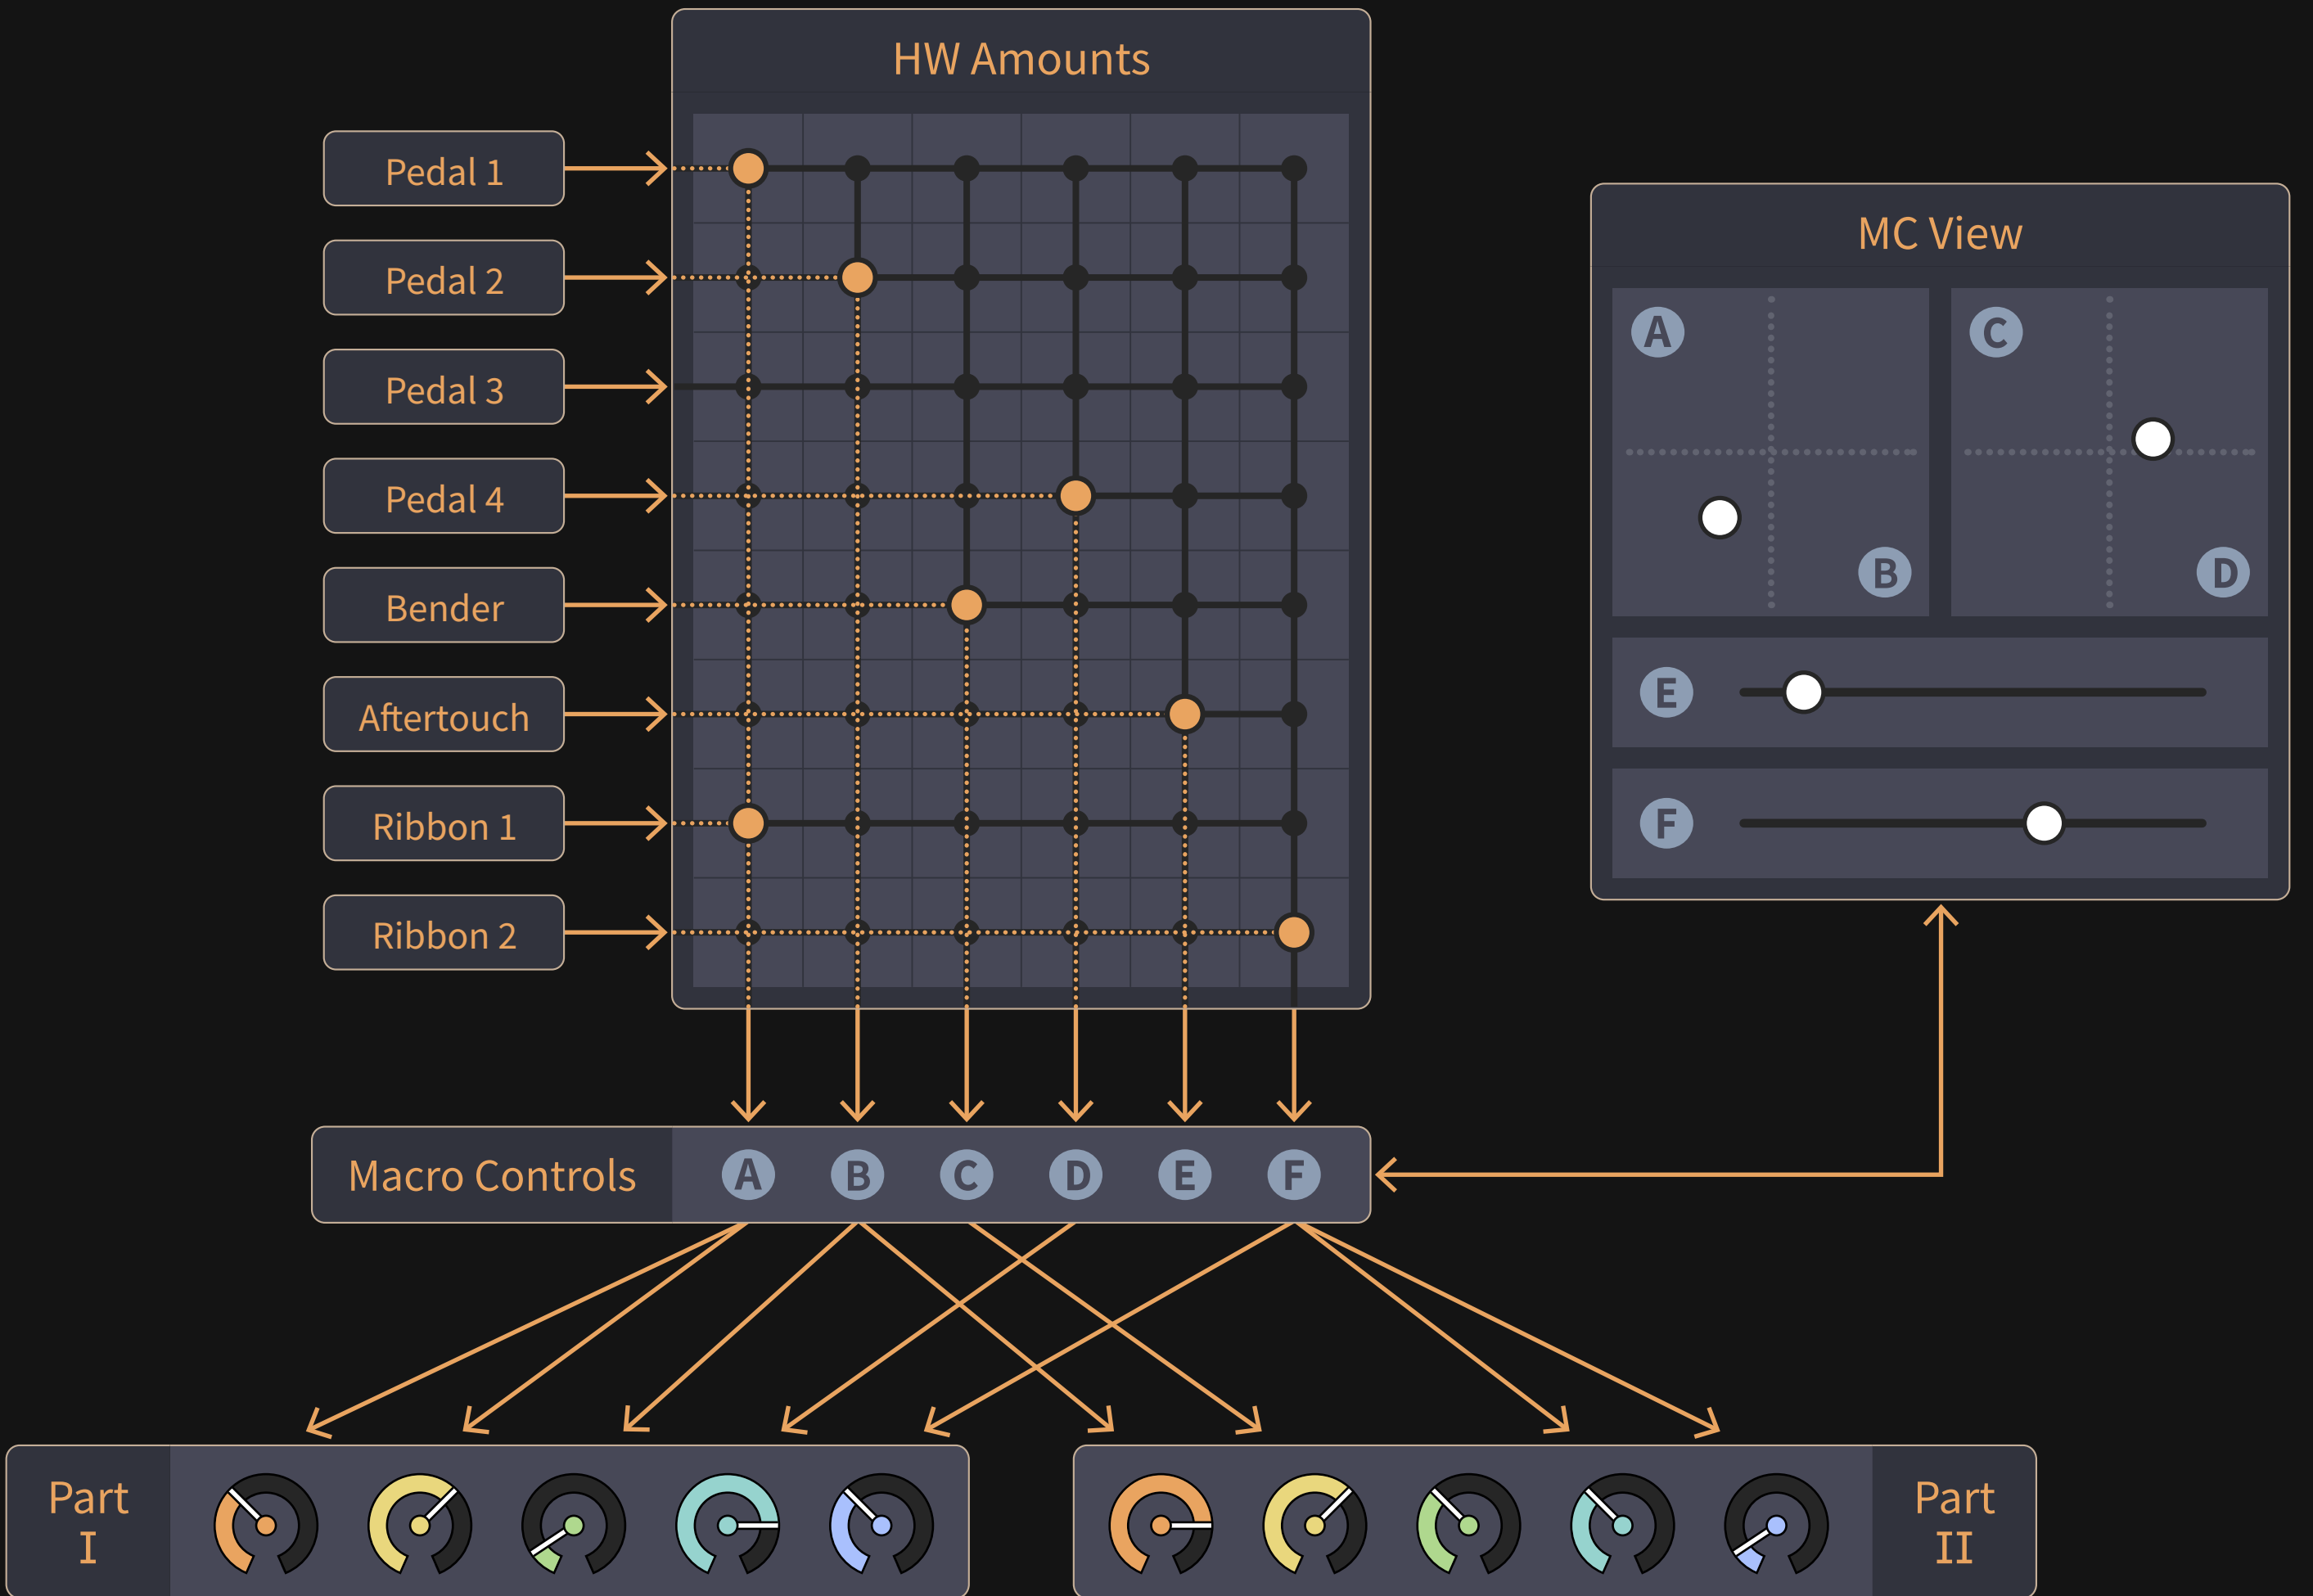 HW Amounts
Pedal 1
Pedal 2
Pedal 3
Pedal 4
Bender
Aftertouch
Ribbon 1
Ribbon 2
MC View
A
B
C
D
E
F
Macro Controls A B C D E F
Part
I
Part
II